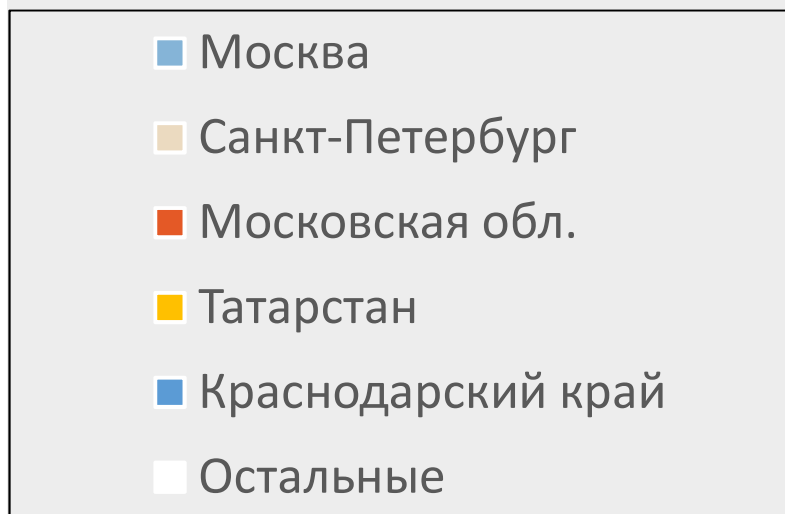 Москва
Санкт-Петербург
Московская обл.
Татарстан
Краснодарский край
Остальные